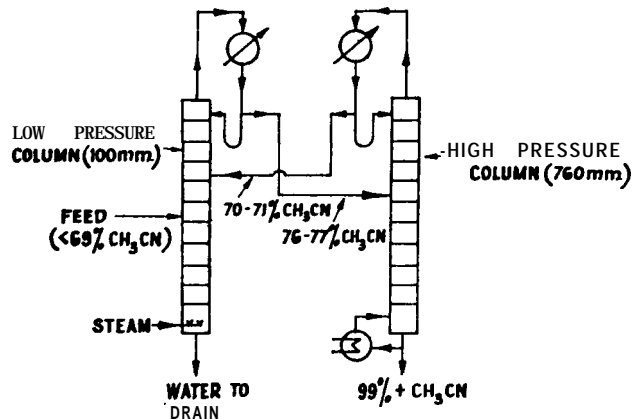 LOW PRESSURE
COLUMN (100mm)
-HIGH PRESSURE
COLUMN (760mm)
70-71% CH₃CN
FEED
(<69% CH₃CN)
76-77% CH₃CN
STEAM
WATER TO
DRAIN
99% + CH₃CN